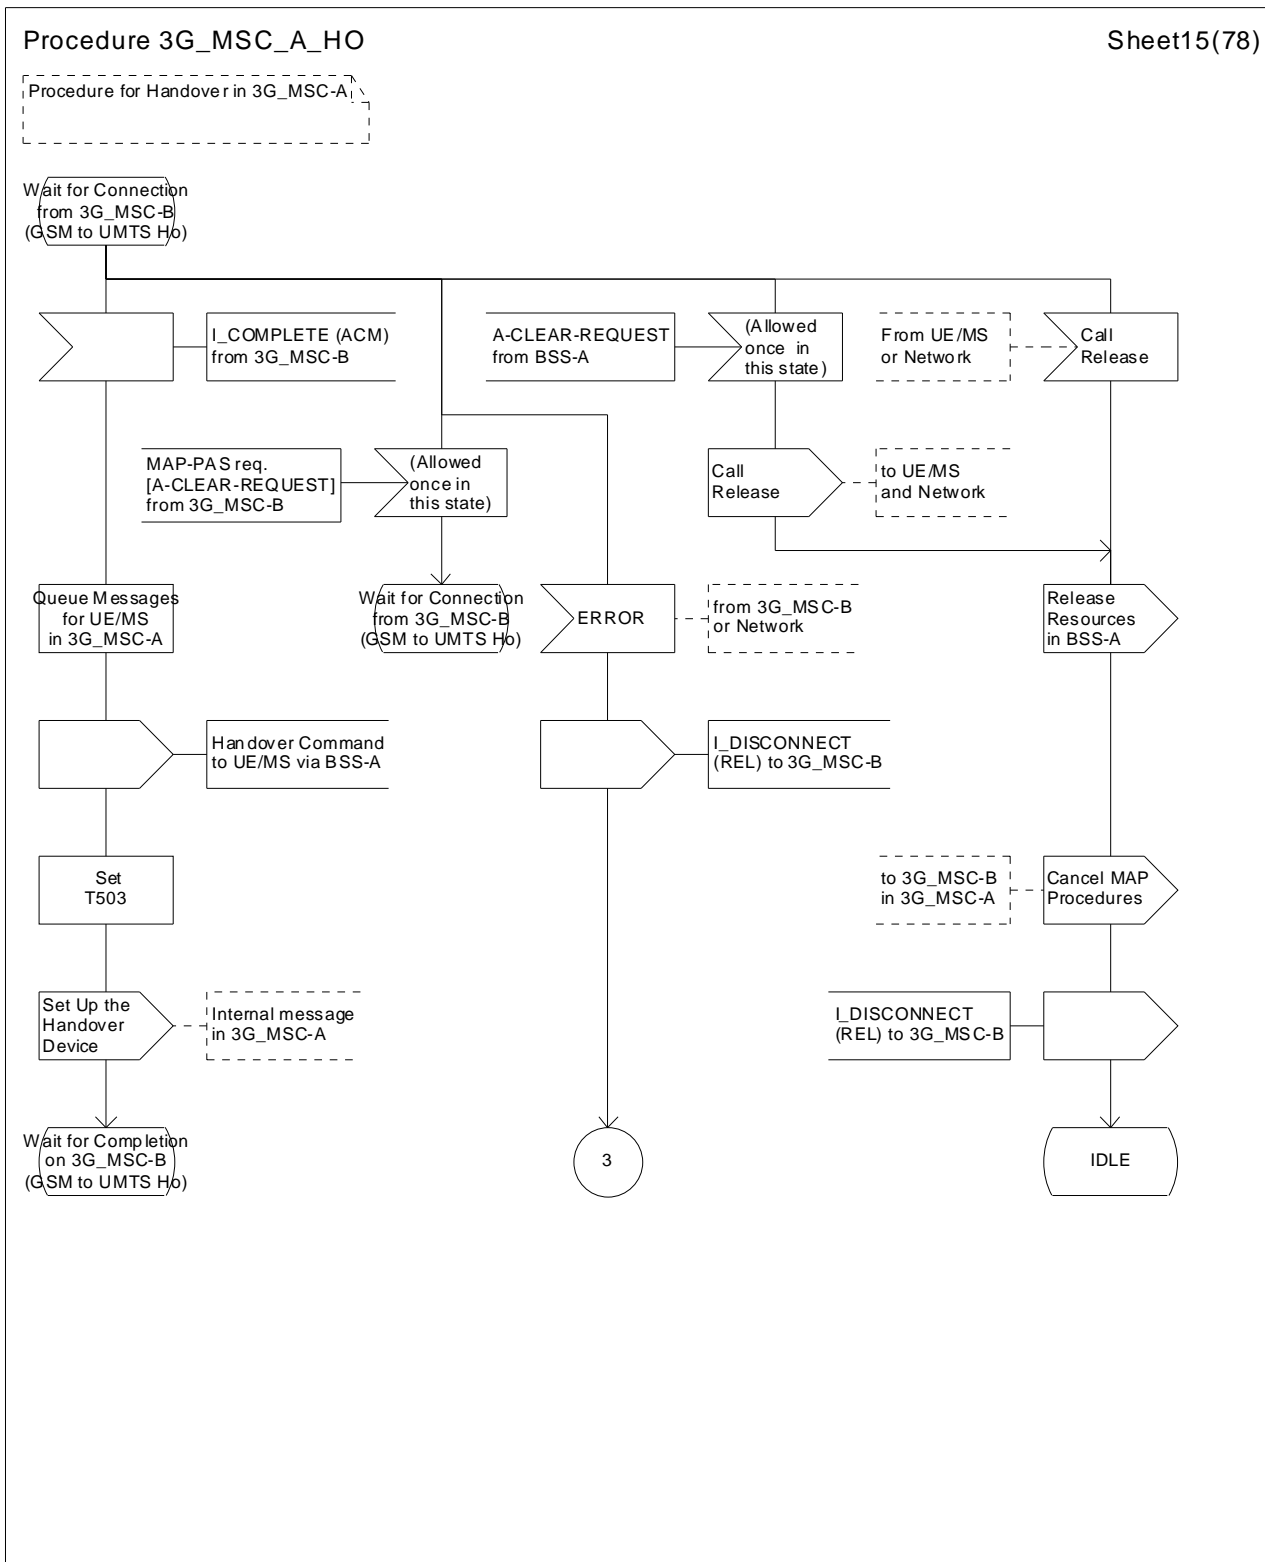 Procedure 3G_MSC_A_HO
Sheet15(78)
Procedure for Handover in 3G_MSC-A
Wait for Connection
from 3G_MSC-B
(GSM to UMTS Ho)
I_COMPLETE (ACM)
from 3G_MSC-B
A-CLEAR-REQUEST
from BSS-A
(Allowed
once in
this state)
From UE/MS
or Network
Call
Release
MAP-PAS req.
[A-CLEAR-REQUEST]
from 3G_MSC-B
(Allowed
once in
this state)
Call
Release
to UE/MS
and Network
Queue Messages
for UE/MS
in 3G_MSC-A
Wait for Connection
from 3G_MSC-B
(GSM to UMTS Ho)
ERROR
from 3G_MSC-B
or Network
Release
Resources
in BSS-A
Handover Command
to UE/MS via BSS-A
I_DISCONNECT
(REL) to 3G_MSC-B
Set
T503
to 3G_MSC-B
in 3G_MSC-A
Cancel MAP
Procedures
Set Up the
Handover
Device
Internal message
in 3G_MSC-A
I_DISCONNECT
(REL) to 3G_MSC-B
Wait for Completion
on 3G_MSC-B
(GSM to UMTS Ho)
3
IDLE